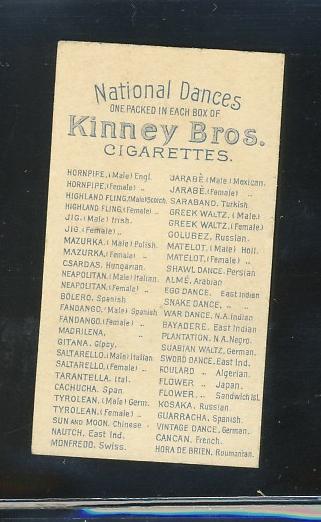 National Dances
ONE PACKED IN EACH BOX OF
Kinney Bros.
CIGARETTES.
HORNPIPE, (Male) Engl.
HORNPIPE, (Female) "
HIGHLAND FLING, (Male) Scotch.
HIGHLAND FLING, (Female) "
JIG, (Male) Irish.
JIG, (Female) "
MAZURKA, (Male) Polish.
MAZURKA, (Female) "
CSARDAS, Hungarian.
NEAPOLITAN, (Male) Italian.
NEAPOLITAN, (Female) "
BOLERO, Spanish
FANDANGO, (Male) Spanish
FANDANGO, (Female) "
MADRILENA, "
GITANA, Gipcy.
SALTARELLO, (Male) Italian
SALTARELLO, (Female) "
TARANTELLA, Ital.
CACHUCHA, Span.
TYROLEAN, (Male) Germ.
TYROLEAN, (Female) "
SUN AND MOON, Chinese
NAUTCH, East Ind.
MONFREDO, Swiss.
JARABÈ, (Male) Mexican.
JARABÈ, (Female) "
SARABAND, Turkish.
GREEK WALTZ, (Male)
GREEK WALTZ, (Female)
GOLUBEZ, Russian.
MATELOT, (Male) Holl.
MATELOT, (Female) "
SHAWL DANCE, Persian
ALMÉ, Arabian
EGG DANCE, East Indian
SNAKE DANCE, " "
WAR DANCE, N.A. Indian
BAYADERE, East Indian
PLANTATION, N.A. Negro.
SUABIAN WALTZ, German.
SWORD DANCE, East Ind.
FOULARD " Algerian.
FLOWER " Japan.
FLOWER " Sandwich Isl.
KOSAKA, Russian
GUARRACHA, Spanish.
VINTAGE DANCE, German.
CANCAN, French.
HORA DE BRIEN, Roumanian.